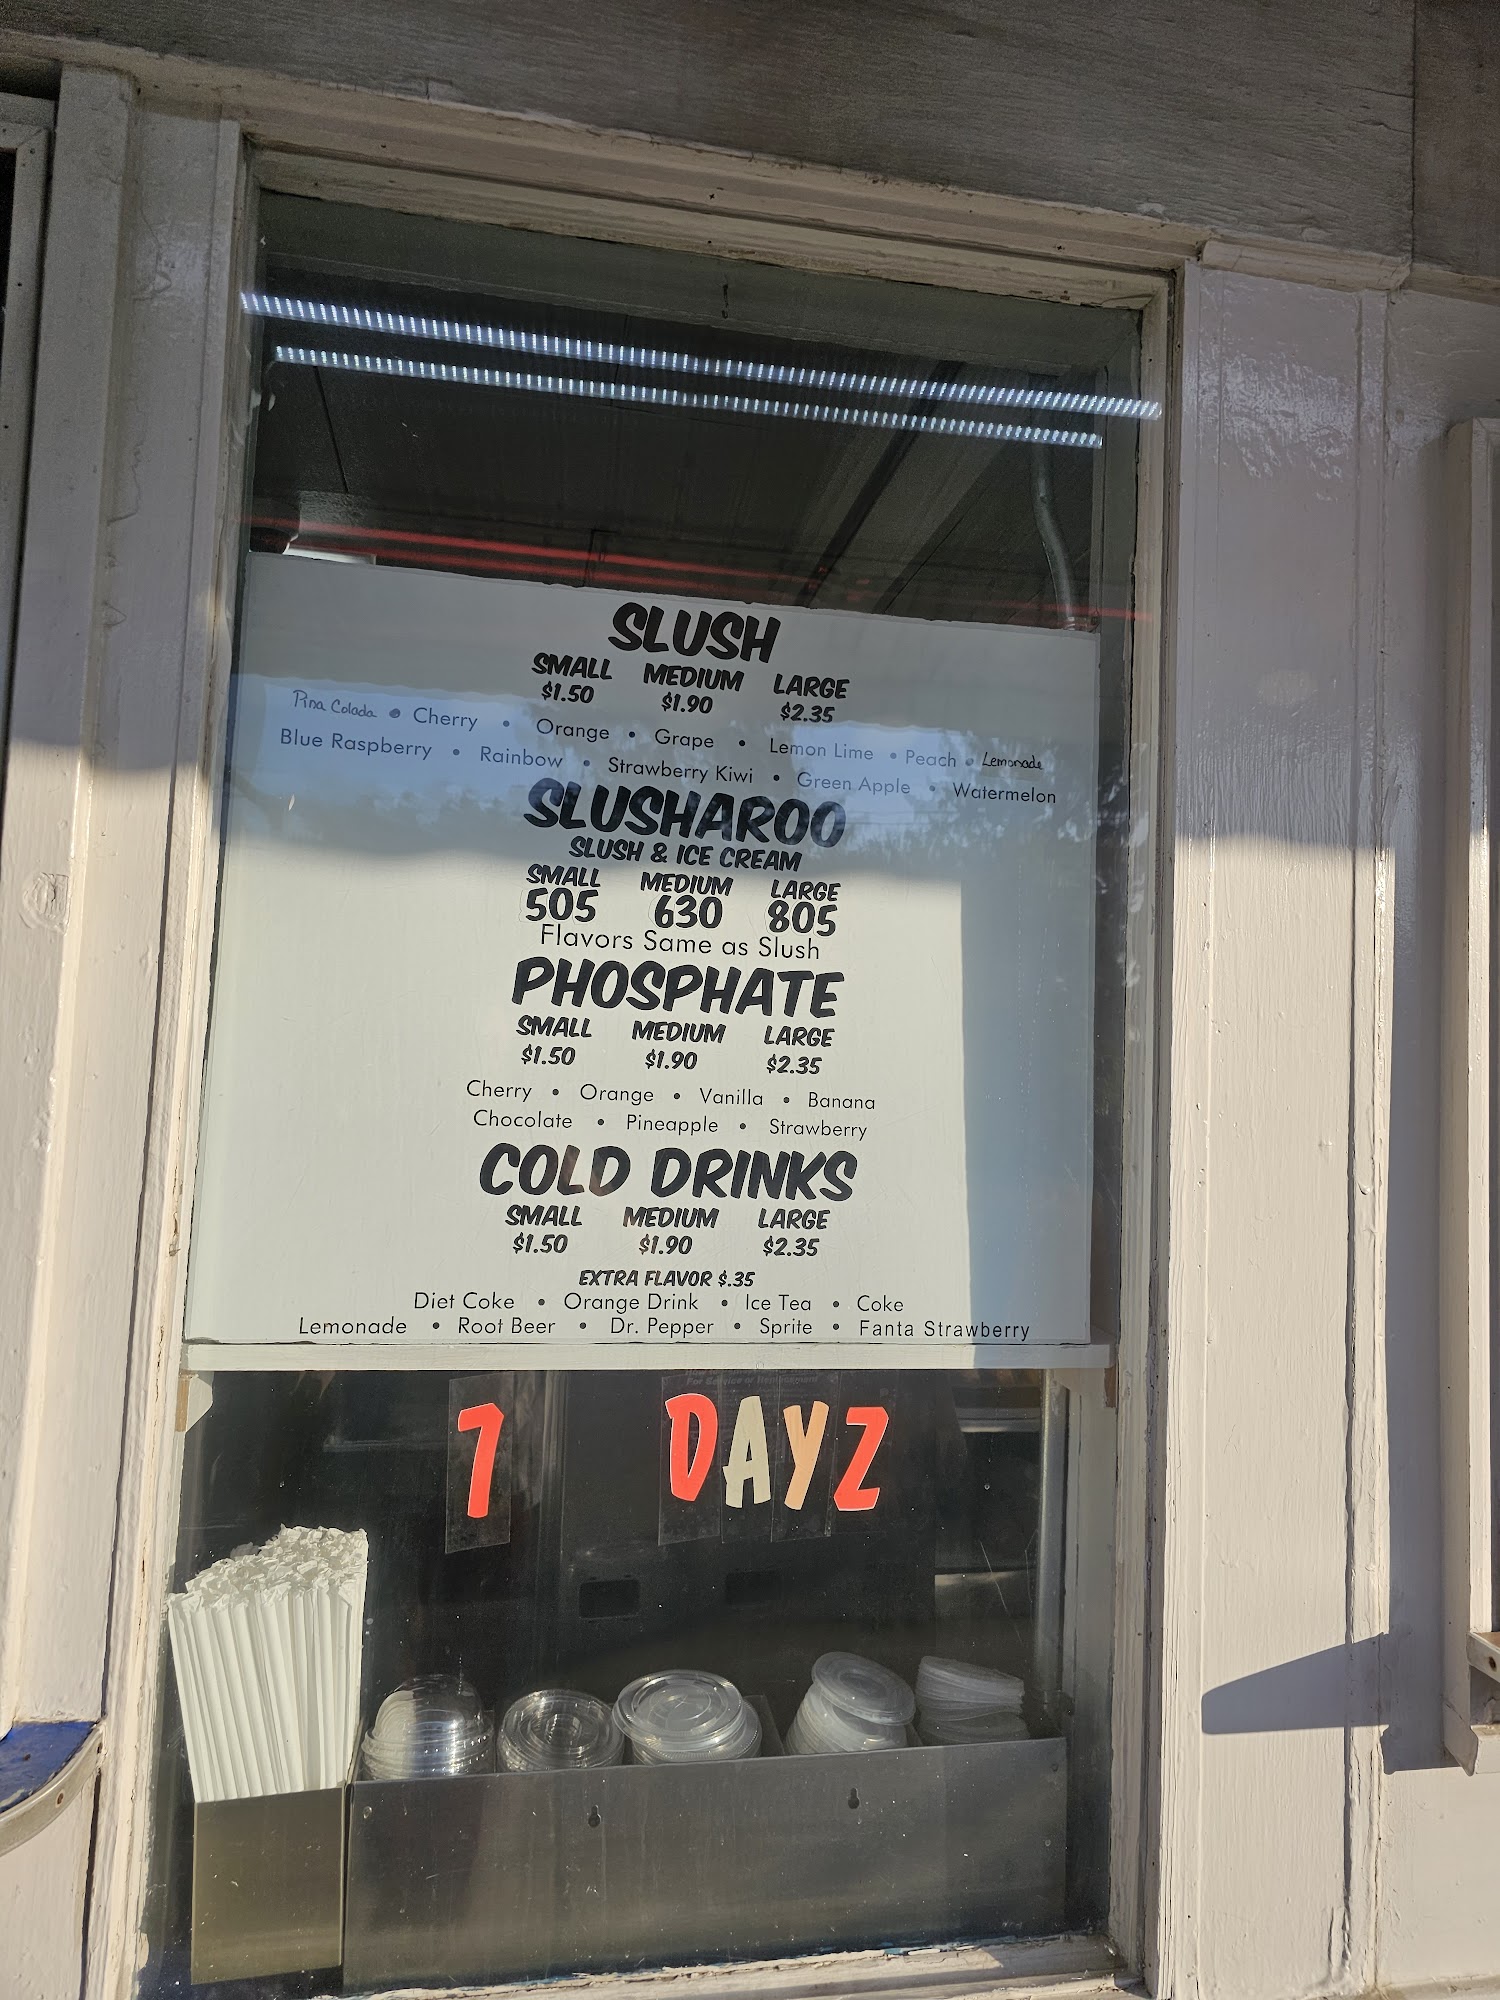 SLUSH
SMALL MEDIUM LARGE
$1.50 $1.90 $2.35
Pina Colada • Cherry • Orange • Grape • Lemon Lime • Peach • Lemonade
Blue Raspberry • Rainbow • Strawberry Kiwi • Green Apple • Watermelon
SLUSHAROO
SLUSH & ICE CREAM
SMALL MEDIUM LARGE
505 630 805
Flavors Same as Slush
PHOSPHATE
SMALL MEDIUM LARGE
$1.50 $1.90 $2.35
Cherry • Orange • Vanilla • Banana
Chocolate • Pineapple • Strawberry
COLD DRINKS
SMALL MEDIUM LARGE
$1.50 $1.90 $2.35
EXTRA FLAVOR $.35
Diet Coke • Orange Drink • Ice Tea • Coke
Lemonade • Root Beer • Dr. Pepper • Sprite • Fanta Strawberry
For Service or
7 DAYZ